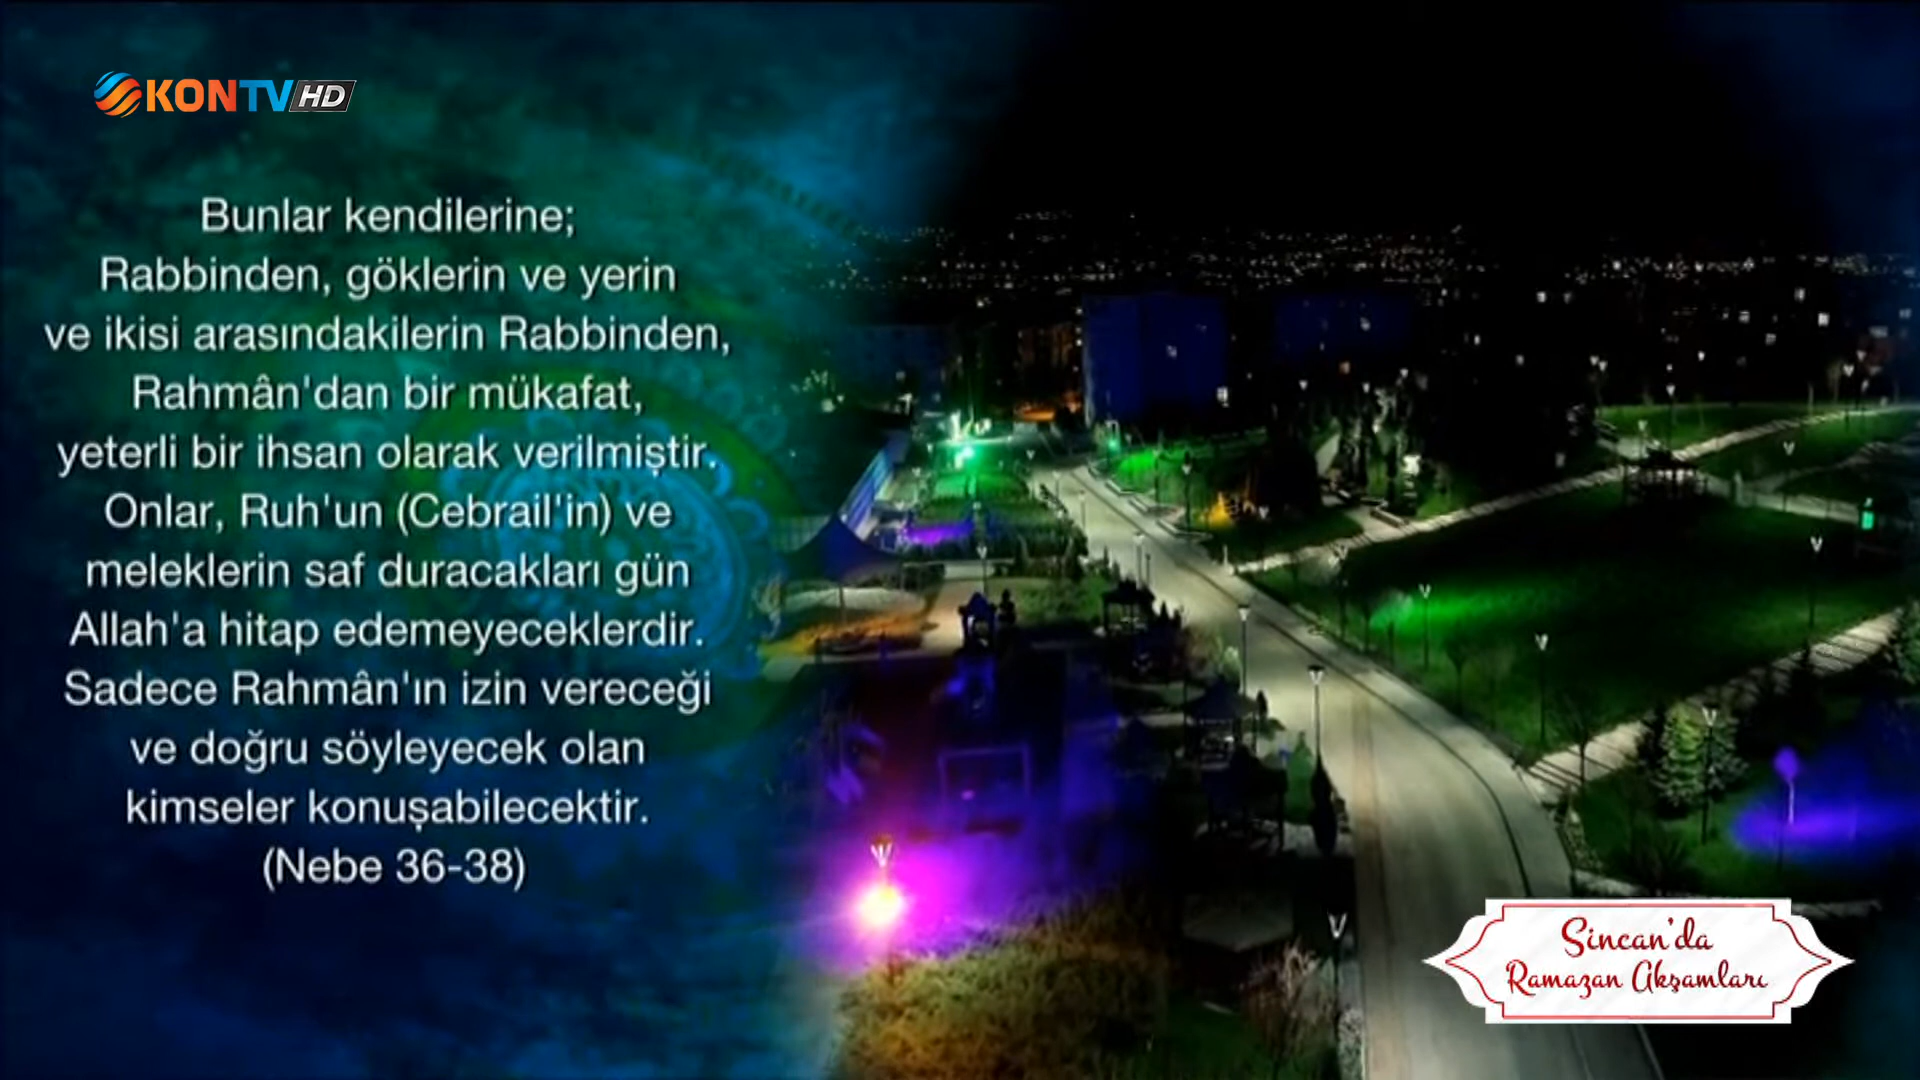 KONTV HD
Bunlar kendilerine;
Rabbinden, göklerin ve yerin
ve ikisi arasındakilerin Rabbinden,
Rahmân'dan bir mükafat,
yeterli bir ihsan olarak verilmiştir.
Onlar, Ruh'un (Cebrail'in) ve
meleklerin saf duracakları gün
Allah'a hitap edemeyeceklerdir.
Sadece Rahmân'ın izin vereceği
ve doğru söyleyecek olan
kimseler konuşabilecektir.
(Nebe 36-38)
Sincan'da
Ramazan Akşamları